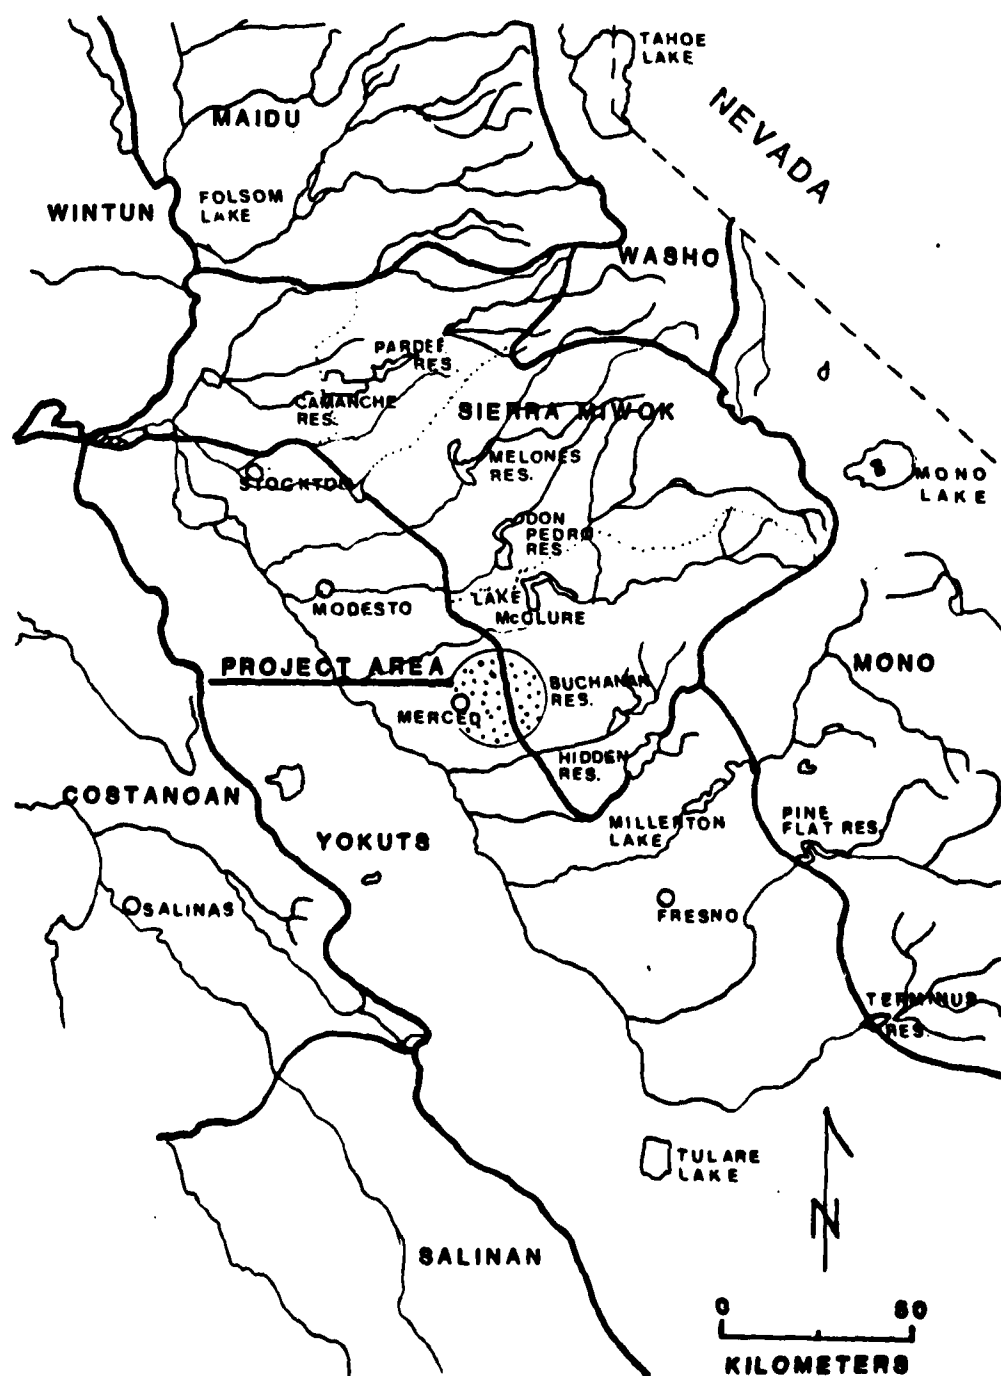 TAHOE
LAKE
NEVADA
MAIDU
FOLSOM
LAKE
WINTUN
WASHO
PARDEE
RES.
CAMANCHE
RES.
SIERRA MIWOK
MELONES
RES.
STOCKTON
MONO
LAKE
DON
PEDRO
RES
LAKE
McCLURE
MODESTO
PROJECT AREA
MONO
BUCHANAN
RES.
MERCED
HIDDEN
RES.
COSTANOAN
PINE
FLAT RES.
MILLERTON
LAKE
YOKUTS
SALINAS
FRESNO
TERMINUS
RES.
TULARE
LAKE
N
SALINAN
0
KILOMETERS